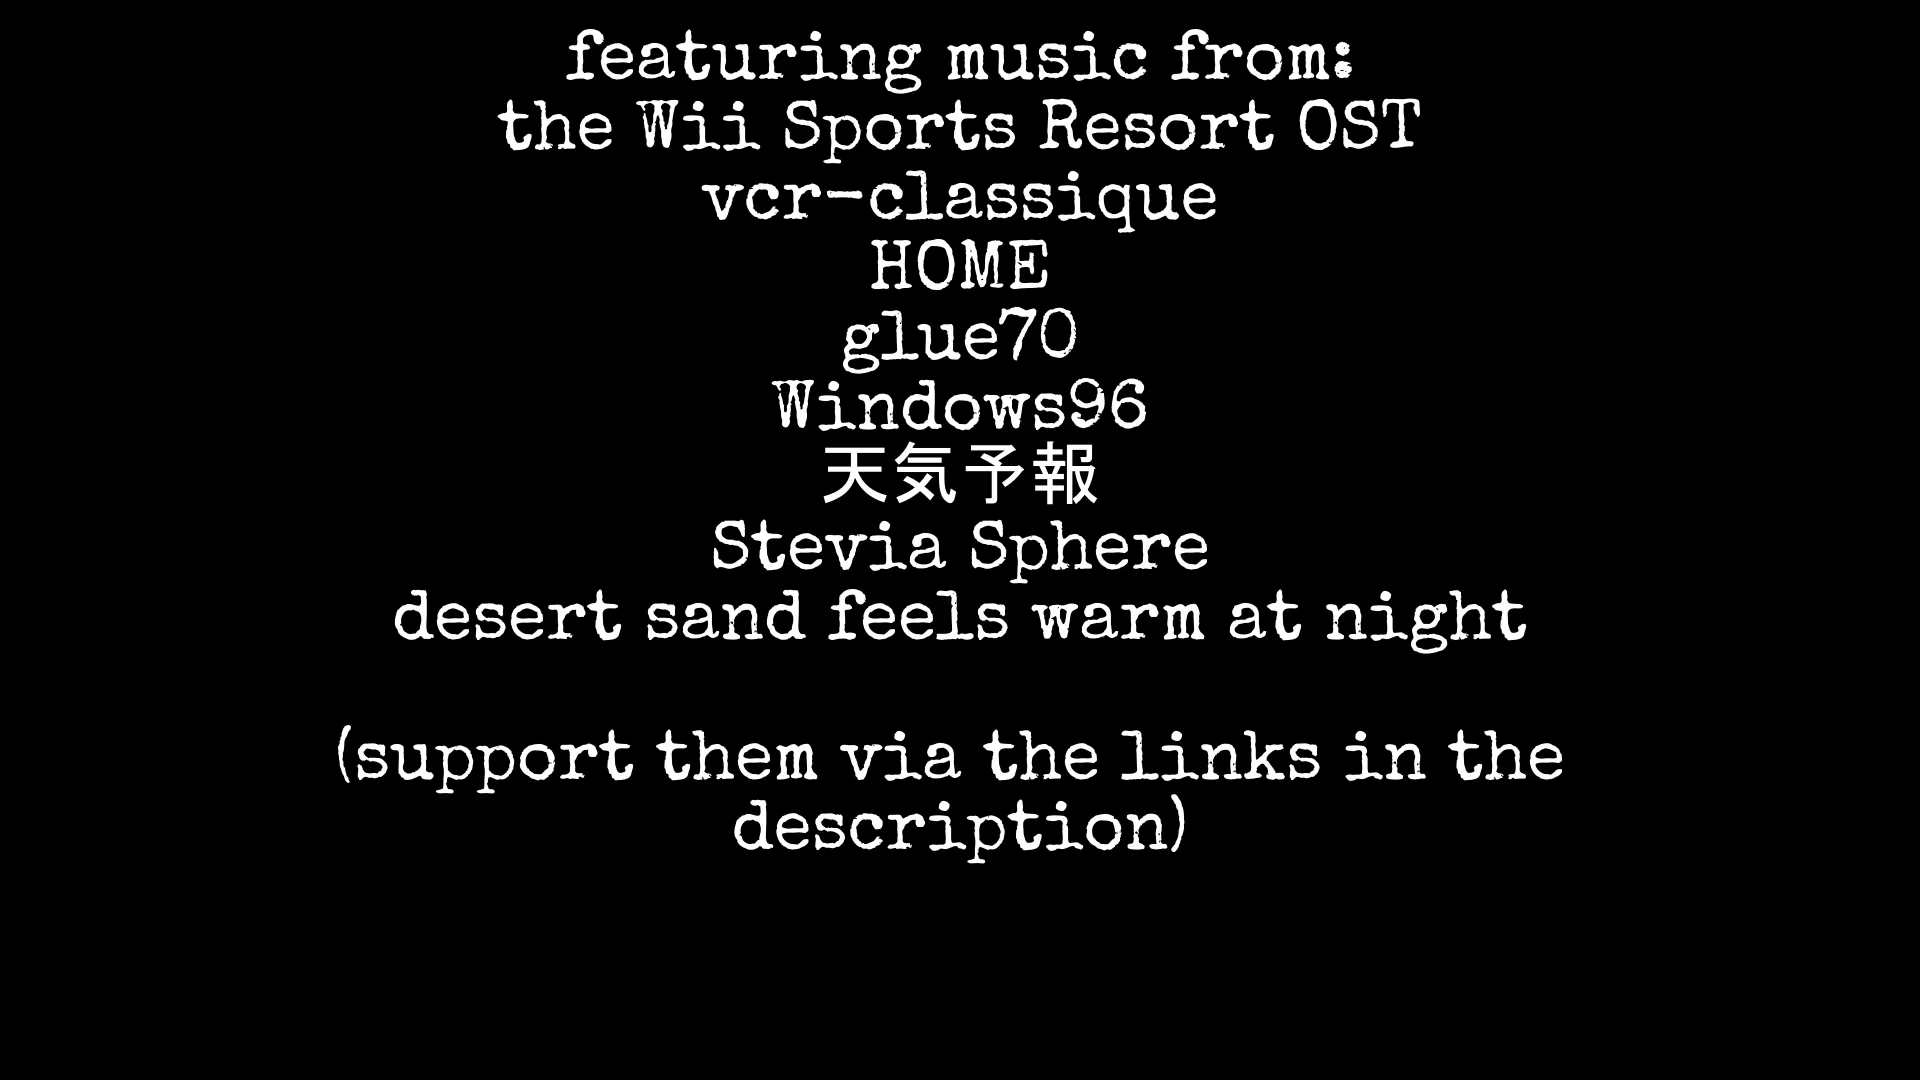 featuring music from:
the Wii Sports Resort OST
vcr-classique
HOME
glue70
Windows96
天気予報
Stevia Sphere
desert sand feels warm at night
(support them via the links in the
description)